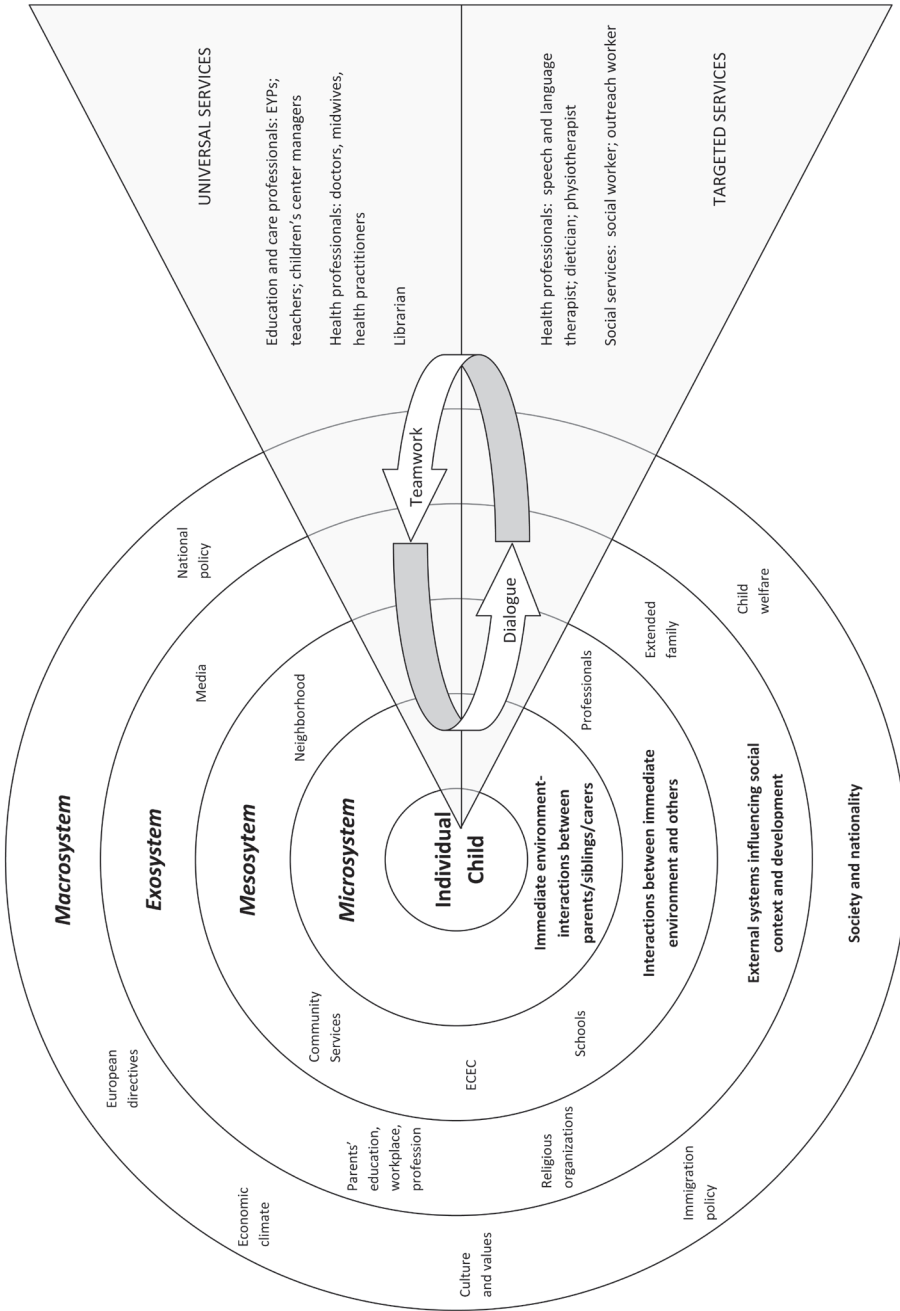 Macrosystem
Exosystem
Mesosytem
Microsystem
Individual
Child
Immediate environment-
interactions between
parents/siblings/carers
Interactions between immediate
environment and others
External systems influencing social
context and development
Society and nationality
European
directives
Economic
climate
Culture
and values
Immigration
policy
Parents’
education,
workplace,
profession
Religious
organizations
Community
Services
ECEC
Schools
National
policy
Media
Neighborhood
Professionals
Extended
family
Child
welfare
Teamwork
Dialogue
UNIVERSAL SERVICES
Education and care professionals: EYPs;
teachers; children’s center managers
Health professionals: doctors, midwives,
health practitioners
Librarian
Health professionals: speech and language
therapist; dietician; physiotherapist
Social services: social worker; outreach worker
TARGETED SERVICES